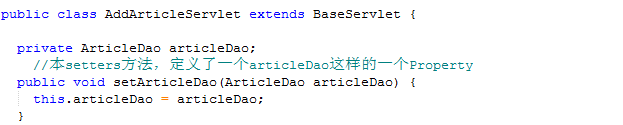 public class AddArticleServlet extends BaseServlet {
private ArticleDao articleDao;
//本setters方法，定义了一个articleDao这样的一个Property
public void setArticleDao(ArticleDao articleDao) {
this.articleDao = articleDao;
}